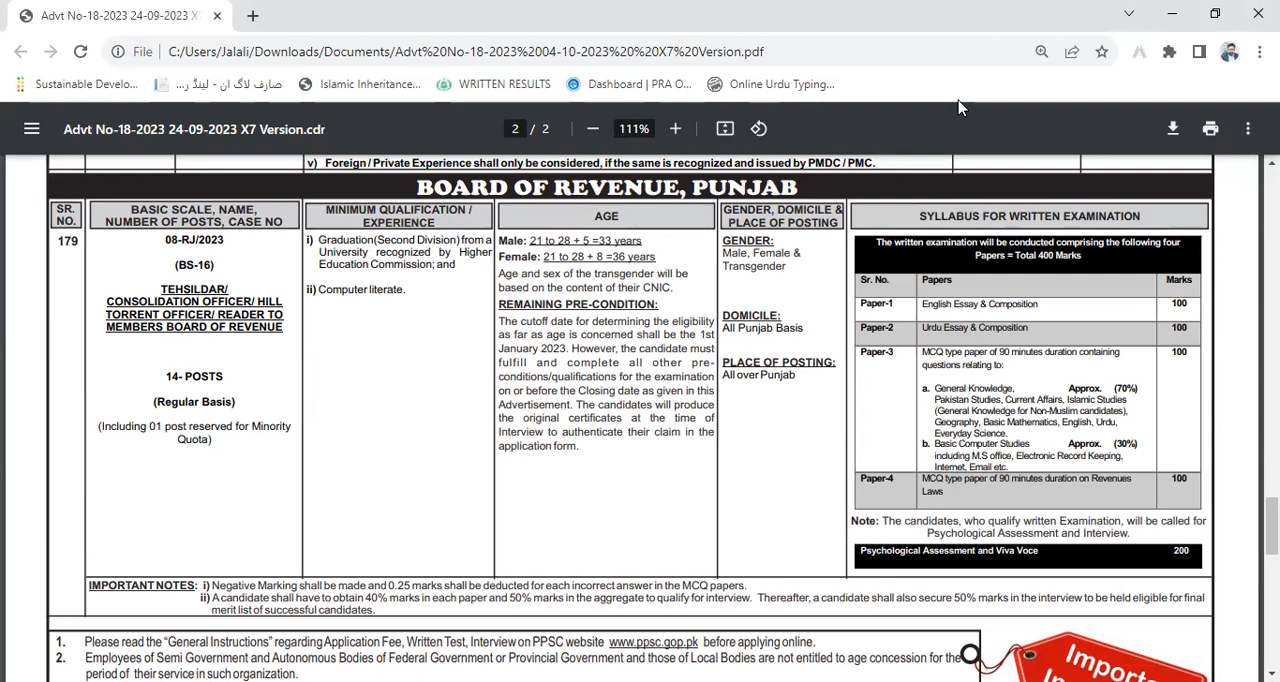 Advt No-18-2023 24-09-2023 X7
File
C:/Users/Jalali/Downloads/Documents/Advt%20No-18-2023%2004-10-2023%20%20X7%20Version.pdf
Sustainable Develo...
صارف لاگ ان - لینڈ ر...
Islamic Inheritance...
WRITTEN RESULTS
Dashboard | PRA O...
Online Urdu Typing...
Advt No-18-2023 24-09-2023 X7 Version.cdr
2 / 2
111%
v) Foreign / Private Experience shall only be considered, if the same is recognized and issued by PMDC / PMC.
BOARD OF REVENUE, PUNJAB
SR. NO.
BASIC SCALE, NAME,
NUMBER OF POSTS, CASE NO
MINIMUM QUALIFICATION /
EXPERIENCE
AGE
GENDER, DOMICILE &
PLACE OF POSTING
SYLLABUS FOR WRITTEN EXAMINATION
179
08-RJ/2023
(BS-16)
TEHSILDAR/
CONSOLIDATION OFFICER/ HILL
TORRENT OFFICER/ READER TO
MEMBERS BOARD OF REVENUE
14- POSTS
(Regular Basis)
(Including 01 post reserved for Minority
Quota)
i) Graduation(Second Division)from a
University recognized by Higher
Education Commission; and
ii) Computer literate.
Male: 21 to 28 + 5 =33 years
Female: 21 to 28 + 8 =36 years
Age and sex of the transgender will be
based on the content of their CNIC.
REMAINING PRE-CONDITION:
The cutoff date for determining the eligibility
as far as age is concerned shall be the 1st
January 2023. However, the candidate must
fulfill and complete all other pre-
conditions/qualifications for the examination
on or before the Closing date as given in this
Advertisement. The candidates will produce
the original certificates at the time of
Interview to authenticate their claim in the
application form.
GENDER:
Male, Female &
Transgender
DOMICILE:
All Punjab Basis
PLACE OF POSTING:
All over Punjab
The written examination will be conducted comprising the following four
Papers = Total 400 Marks
Sr. No. Papers Marks
Paper-1 English Essay & Composition 100
Paper-2 Urdu Essay & Composition 100
Paper-3 MCQ type paper of 90 minutes duration containing 100
questions relating to:
a. General Knowledge, Approx. (70%)
Pakistan Studies, Current Affairs, Islamic Studies
(General Knowledge for Non-Muslim candidates),
Geography, Basic Mathematics, English, Urdu,
Everyday Science.
b. Basic Computer Studies Approx. (30%)
including M.S office, Electronic Record Keeping,
Internet, Email etc.
Paper-4 MCQ type paper of 90 minutes duration on Revenues 100
Laws
Note: The candidates, who qualify written Examination, will be called for
Psychological Assessment and Interview.
Psychological Assessment and Viva Voce 200
IMPORTANT NOTES: i) Negative Marking shall be made and 0.25 marks shall be deducted for each incorrect answer in the MCQ papers.
ii) A candidate shall have to obtain 40% marks in each paper and 50% marks in the aggregate to qualify for interview. Thereafter, a candidate shall also secure 50% marks in the interview to be held eligible for final
merit list of successful candidates.
1. Please read the “General Instructions” regarding Application Fee, Written Test, Interview on PPSC website www.ppsc.gop.pk before applying online.
2. Employees of Semi Government and Autonomous Bodies of Federal Government or Provincial Government and those of Local Bodies are not entitled to age concession for the
period of their service in such organization.